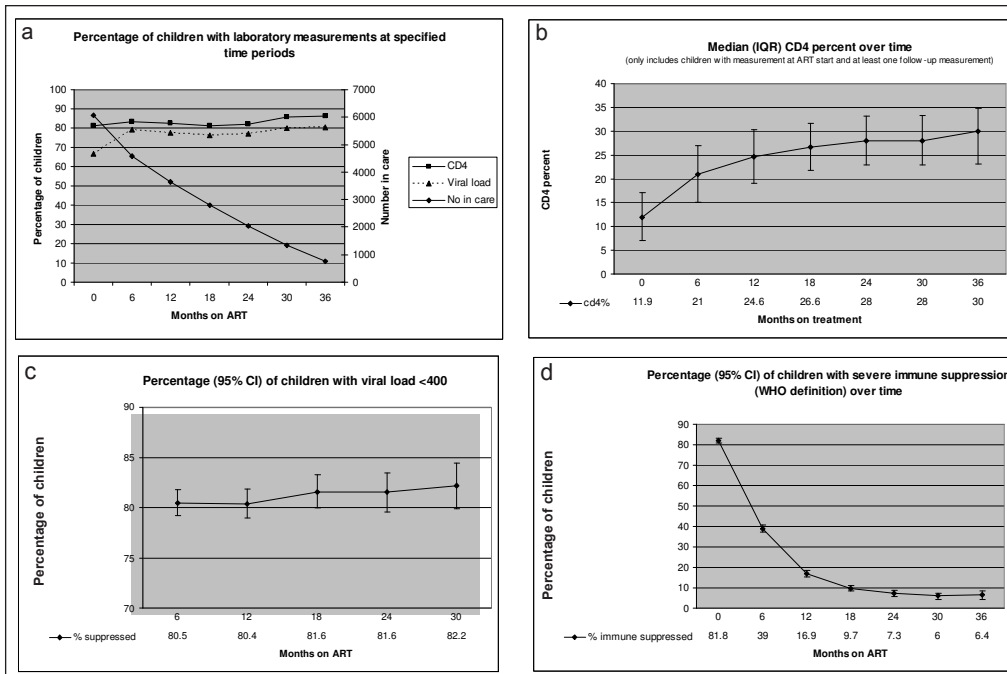 a
Percentage of children with laboratory measurements at specified
time periods
100
90
80
70
60
50
40
30
20
10
0
Percentage of children
7000
6000
5000
4000
3000
2000
1000
0
Number in care
0 6 12 18 24 30 36
Months on ART
CD4
Viral load
No in care
b
Median (IQR) CD4 percent over time
(only includes children with measurement at ART start and at least one follow -up measurement)
40
35
30
25
20
15
10
5
0
CD4 percent
0 6 12 18 24 30 36
cd4% 11.9 21 24.6 26.6 28 28 30
Months on treatment
c
Percentage (95% CI) of children with viral load <400
90
85
80
75
70
Percentage of children
6 12 18 24 30
% suppressed 80.5 80.4 81.6 81.6 82.2
Months on ART
d
Percentage (95% CI) of children with severe immune suppression
(WHO definition) over time
90
80
70
60
50
40
30
20
10
0
Percentage of children
0 6 12 18 24 30 36
% immune suppressed 81.8 39 16.9 9.7 7.3 6 6.4
Months on ART